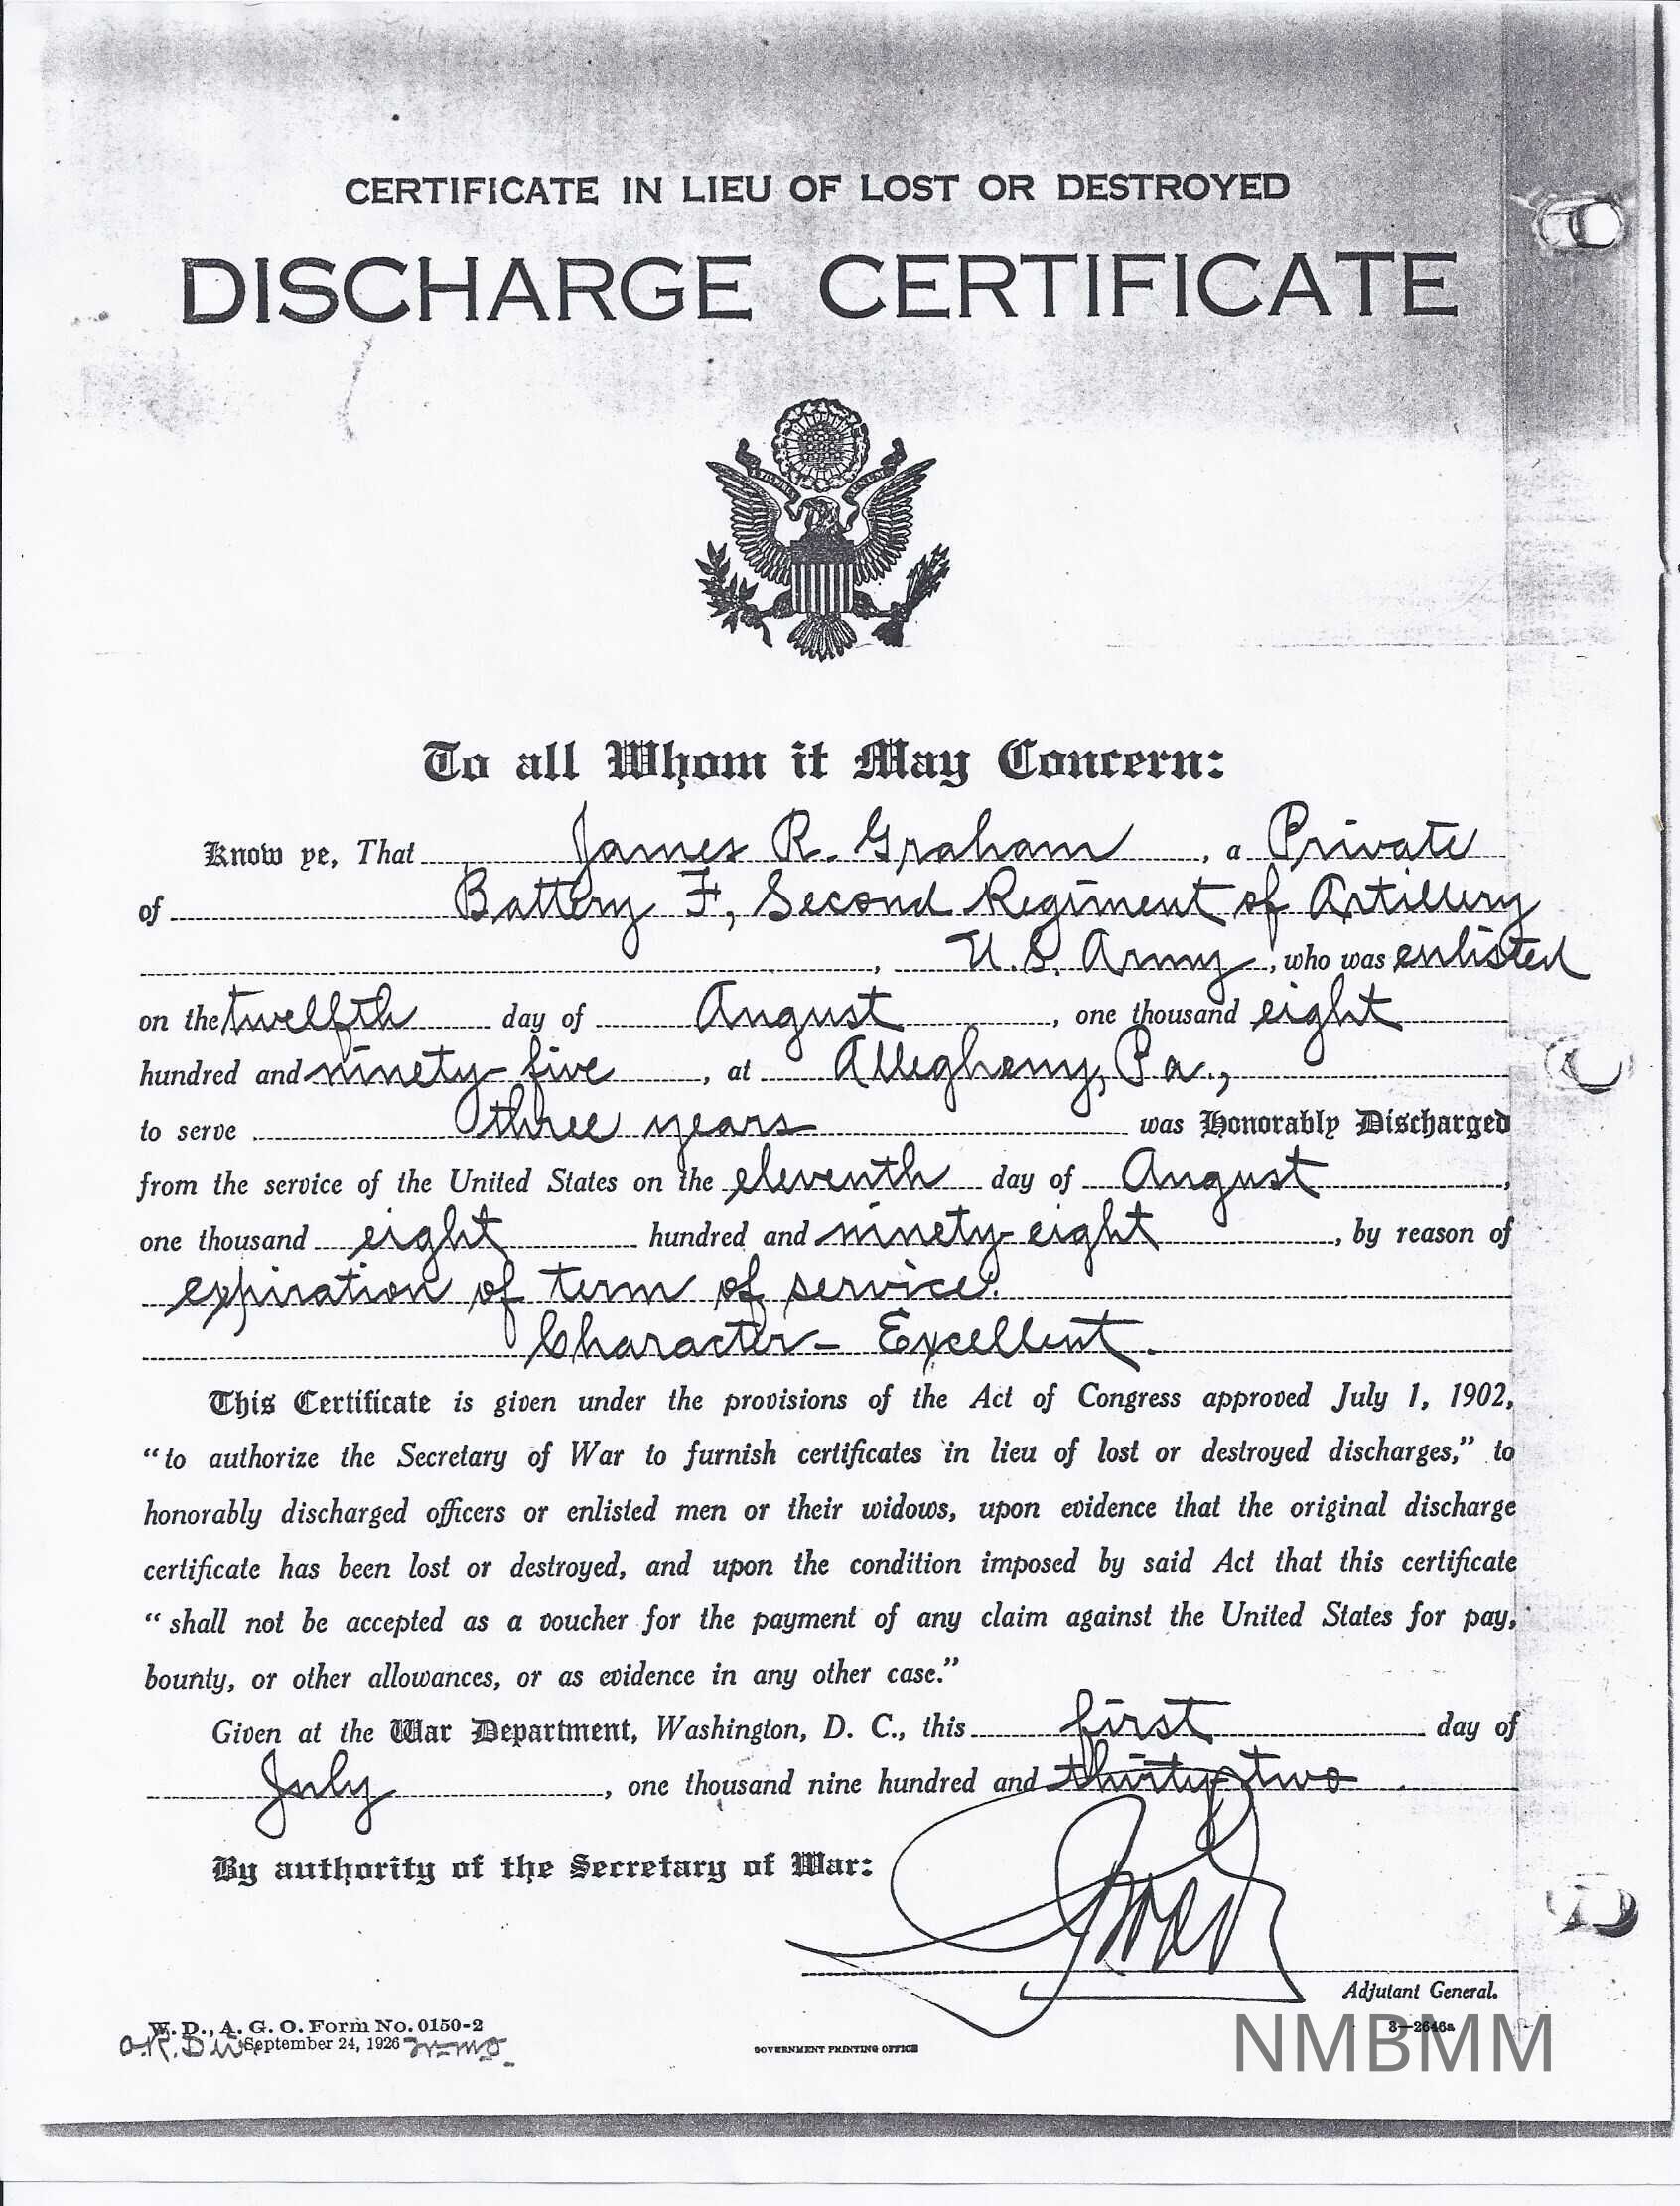 CERTIFICATE IN LIEU OF LOST OR DESTROYED
DISCHARGE CERTIFICATE
To all Whom it May Concern:
Know ye, That James R. Graham, a Private
of Battery F, Second Regiment of Artillery
, U.S. Army, who was enlisted
on the twelfth day of August, one thousand eight
hundred and ninety-five, at Allegheny, Pa.,
to serve three years was Honorably Discharged
from the service of the United States on the eleventh day of August,
one thousand eight hundred and ninety-eight, by reason of
expiration of term of service.
Character - Excellent.
This Certificate is given under the provisions of the Act of Congress approved July 1, 1902,
“to authorize the Secretary of War to furnish certificates in lieu of lost or destroyed discharges,” to
honorably discharged officers or enlisted men or their widows, upon evidence that the original discharge
certificate has been lost or destroyed, and upon the condition imposed by said Act that this certificate
“shall not be accepted as a voucher for the payment of any claim against the United States for pay,
bounty, or other allowances, or as evidence in any other case.”
Given at the War Department, Washington, D. C., this first day of
July, one thousand nine hundred and thirty-two
By authority of the Secretary of War:
Adjutant General.
W. D., A. G. O. Form No. 0150-2
September 24, 1926
GOVERNMENT PRINTING OFFICE
3—2646a
NMBMM